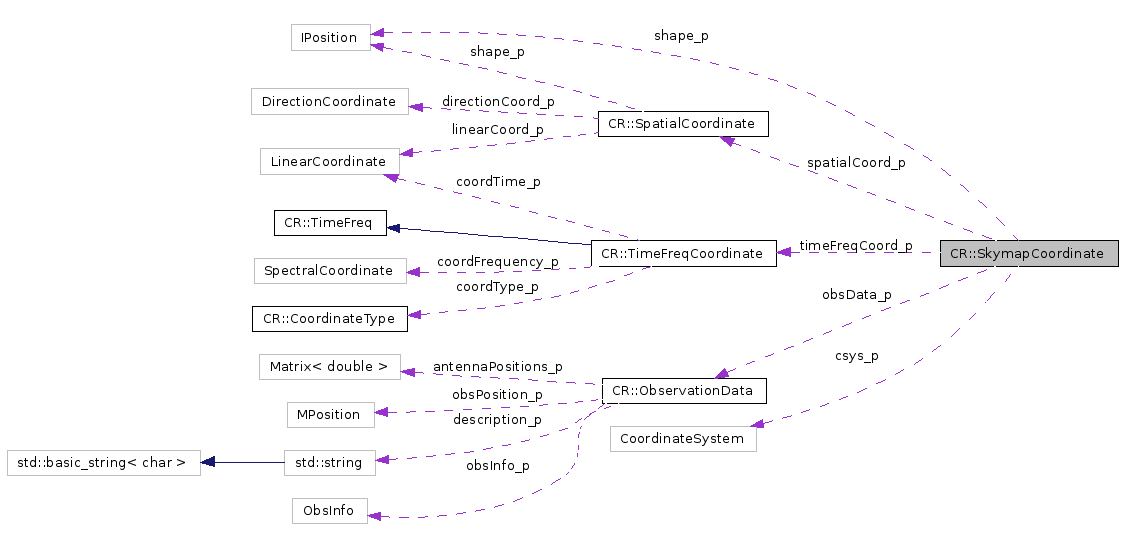 shape_p
IPosition
shape_p
DirectionCoordinate
directionCoord_p
CR::SpatialCoordinate
linearCoord_p
LinearCoordinate
spatialCoord_p
coordTime_p
CR::TimeFreq
timeFreqCoord_p
CR::TimeFreqCoordinate
CR::SkymapCoordinate
coordFrequency_p
SpectralCoordinate
coordType_p
obsData_p
CR::CoordinateType
csys_p
Matrix< double >
antennaPositions_p
CR::ObservationData
obsPosition_p
MPosition
description_p
CoordinateSystem
std::basic_string< char >
std::string
obsInfo_p
ObsInfo